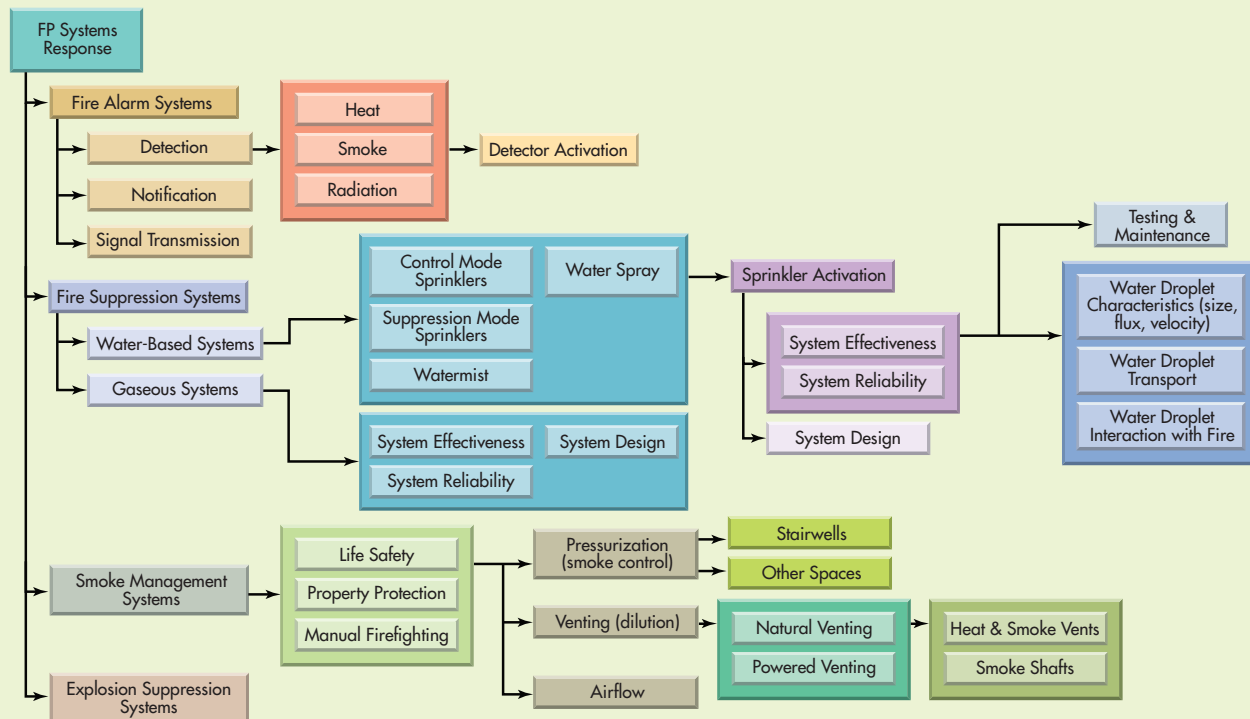 FP Systems
Response
Fire Alarm Systems
Detection
Notification
Signal Transmission
Heat
Smoke
Radiation
Detector Activation
Fire Suppression Systems
Water-Based Systems
Gaseous Systems
Control Mode
Sprinklers
Suppression Mode
Sprinklers
Watermist
Water Spray
System Effectiveness
System Reliability
System Design
Sprinkler Activation
System Effectiveness
System Reliability
System Design
Testing &
Maintenance
Water Droplet
Characteristics (size,
flux, velocity)
Water Droplet
Transport
Water Droplet
Interaction with Fire
Smoke Management
Systems
Life Safety
Property Protection
Manual Firefighting
Pressurization
(smoke control)
Stairwells
Other Spaces
Venting (dilution)
Natural Venting
Powered Venting
Heat & Smoke Vents
Smoke Shafts
Airflow
Explosion Suppression
Systems